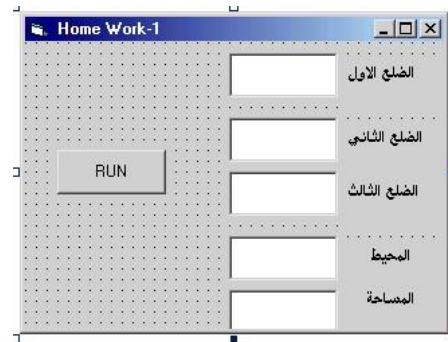 Home Work-1
الضلع الاول
الضلع الثاني
RUN
الضلع الثالث
المحيط
المساحة